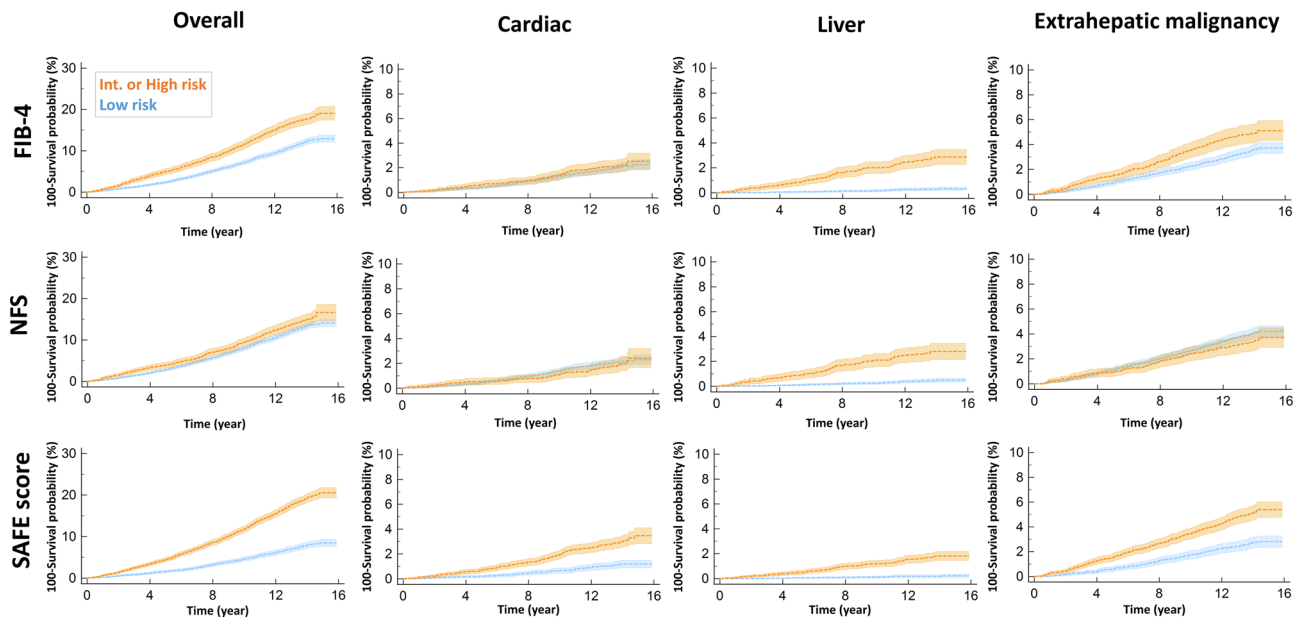 Overall
Cardiac
Liver
Extrahepatic malignancy
FIB-4
100-Survival probability (%)
30
20
10
0
Int. or High risk
Low risk
0 4 8 12 16
Time (year)
100-Survival probability (%)
10
8
6
4
2
0
0 4 8 12 16
Time (year)
100-Survival probability (%)
10
8
6
4
2
0
0 4 8 12 16
Time (year)
100-Survival probability (%)
10
8
6
4
2
0
0 4 8 12 16
Time (year)
NFS
100-Survival probability (%)
30
20
10
0
0 4 8 12 16
Time (year)
100-Survival probability (%)
10
8
6
4
2
0
0 4 8 12 16
Time (year)
100-Survival probability (%)
10
8
6
4
2
0
0 4 8 12 16
Time (year)
100-Survival probability (%)
10
8
6
4
2
0
0 4 8 12 16
Time (year)
SAFE score
100-Survival probability (%)
30
20
10
0
0 4 8 12 16
Time (year)
100-Survival probability (%)
10
8
6
4
2
0
0 4 8 12 16
Time (year)
100-Survival probability (%)
10
8
6
4
2
0
0 4 8 12 16
Time (year)
100-Survival probability (%)
10
8
6
4
2
0
0 4 8 12 16
Time (year)